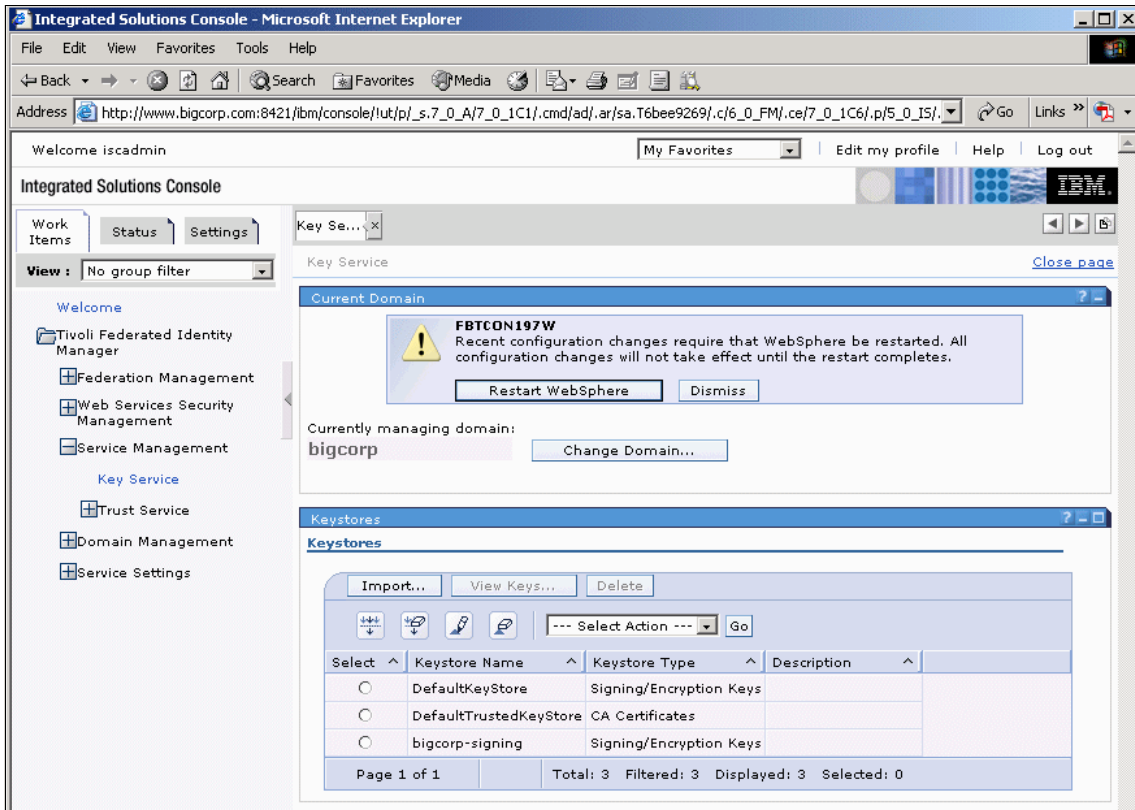 Integrated Solutions Console - Microsoft Internet Explorer
File Edit View Favorites Tools Help
Back Search Favorites Media
Address http://www.bigcorp.com:8421/ibm/console/!ut/p/_s.7_0_A/7_0_1C1/.cmd/ad/.ar/sa.T6bee9269/.c/6_0_FM/.ce/7_0_1C6/.p/5_0_I5/. Go Links »
Welcome iscadmin My Favorites Edit my profile Help Log out
Integrated Solutions Console IBM.
Work Items Status Settings
View : No group filter
Welcome
Tivoli Federated Identity
Manager
Federation Management
Web Services Security
Management
Service Management
Key Service
Trust Service
Domain Management
Service Settings
Key Se...
Key Service Close page
Current Domain
FBTCON197W
Recent configuration changes require that WebSphere be restarted. All
configuration changes will not take effect until the restart completes.
Restart WebSphere Dismiss
Currently managing domain:
bigcorp Change Domain...
Keystores
Keystores
Import... View Keys... Delete
--- Select Action --- Go
Select Keystore Name Keystore Type Description
DefaultKeyStore Signing/Encryption Keys
DefaultTrustedKeyStore CA Certificates
bigcorp-signing Signing/Encryption Keys
Page 1 of 1 Total: 3 Filtered: 3 Displayed: 3 Selected: 0